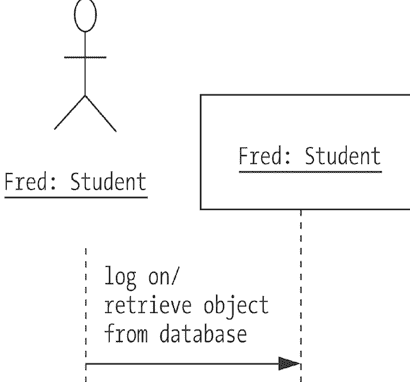 Fred: Student
Fred: Student
log on/
retrieve object
from database